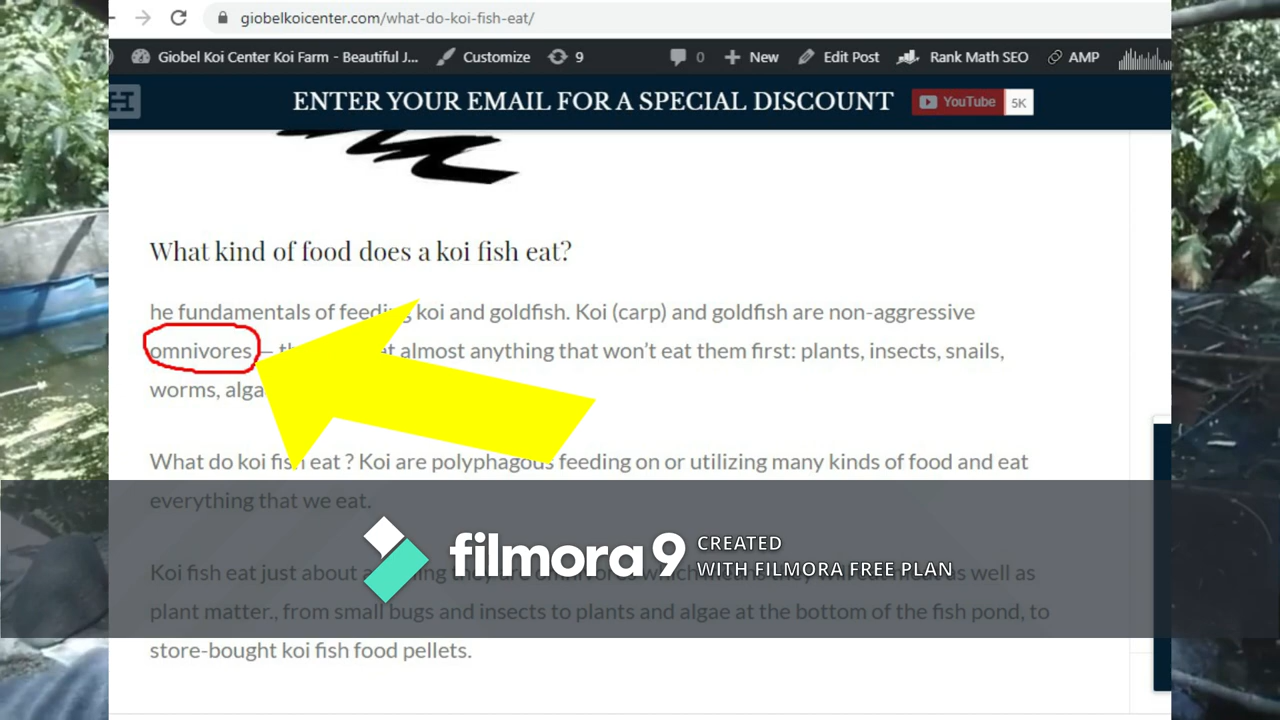 giobelkoicenter.com/what-do-koi-fish-eat/
Giobel Koi Center Koi Farm - Beautiful J... Customize 9 0 New Edit Post Rank Math SEO AMP
ENTER YOUR EMAIL FOR A SPECIAL DISCOUNT YouTube 5K
What kind of food does a koi fish eat?
he fundamentals of feeding koi and goldfish. Koi (carp) and goldfish are non-aggressive
omnivores – almost anything that won't eat them first: plants, insects, snails,
worms,
What do koi fish eat ? Koi are polyphagous feeding on or utilizing many kinds of food and eat
everything that we eat.
filmora 9 CREATED
WITH FILMORA FREE PLAN
Koi fish eat just about as well as
plant matter., from small bugs and insects to plants and algae at the bottom of the fish pond, to
store-bought koi fish food pellets.